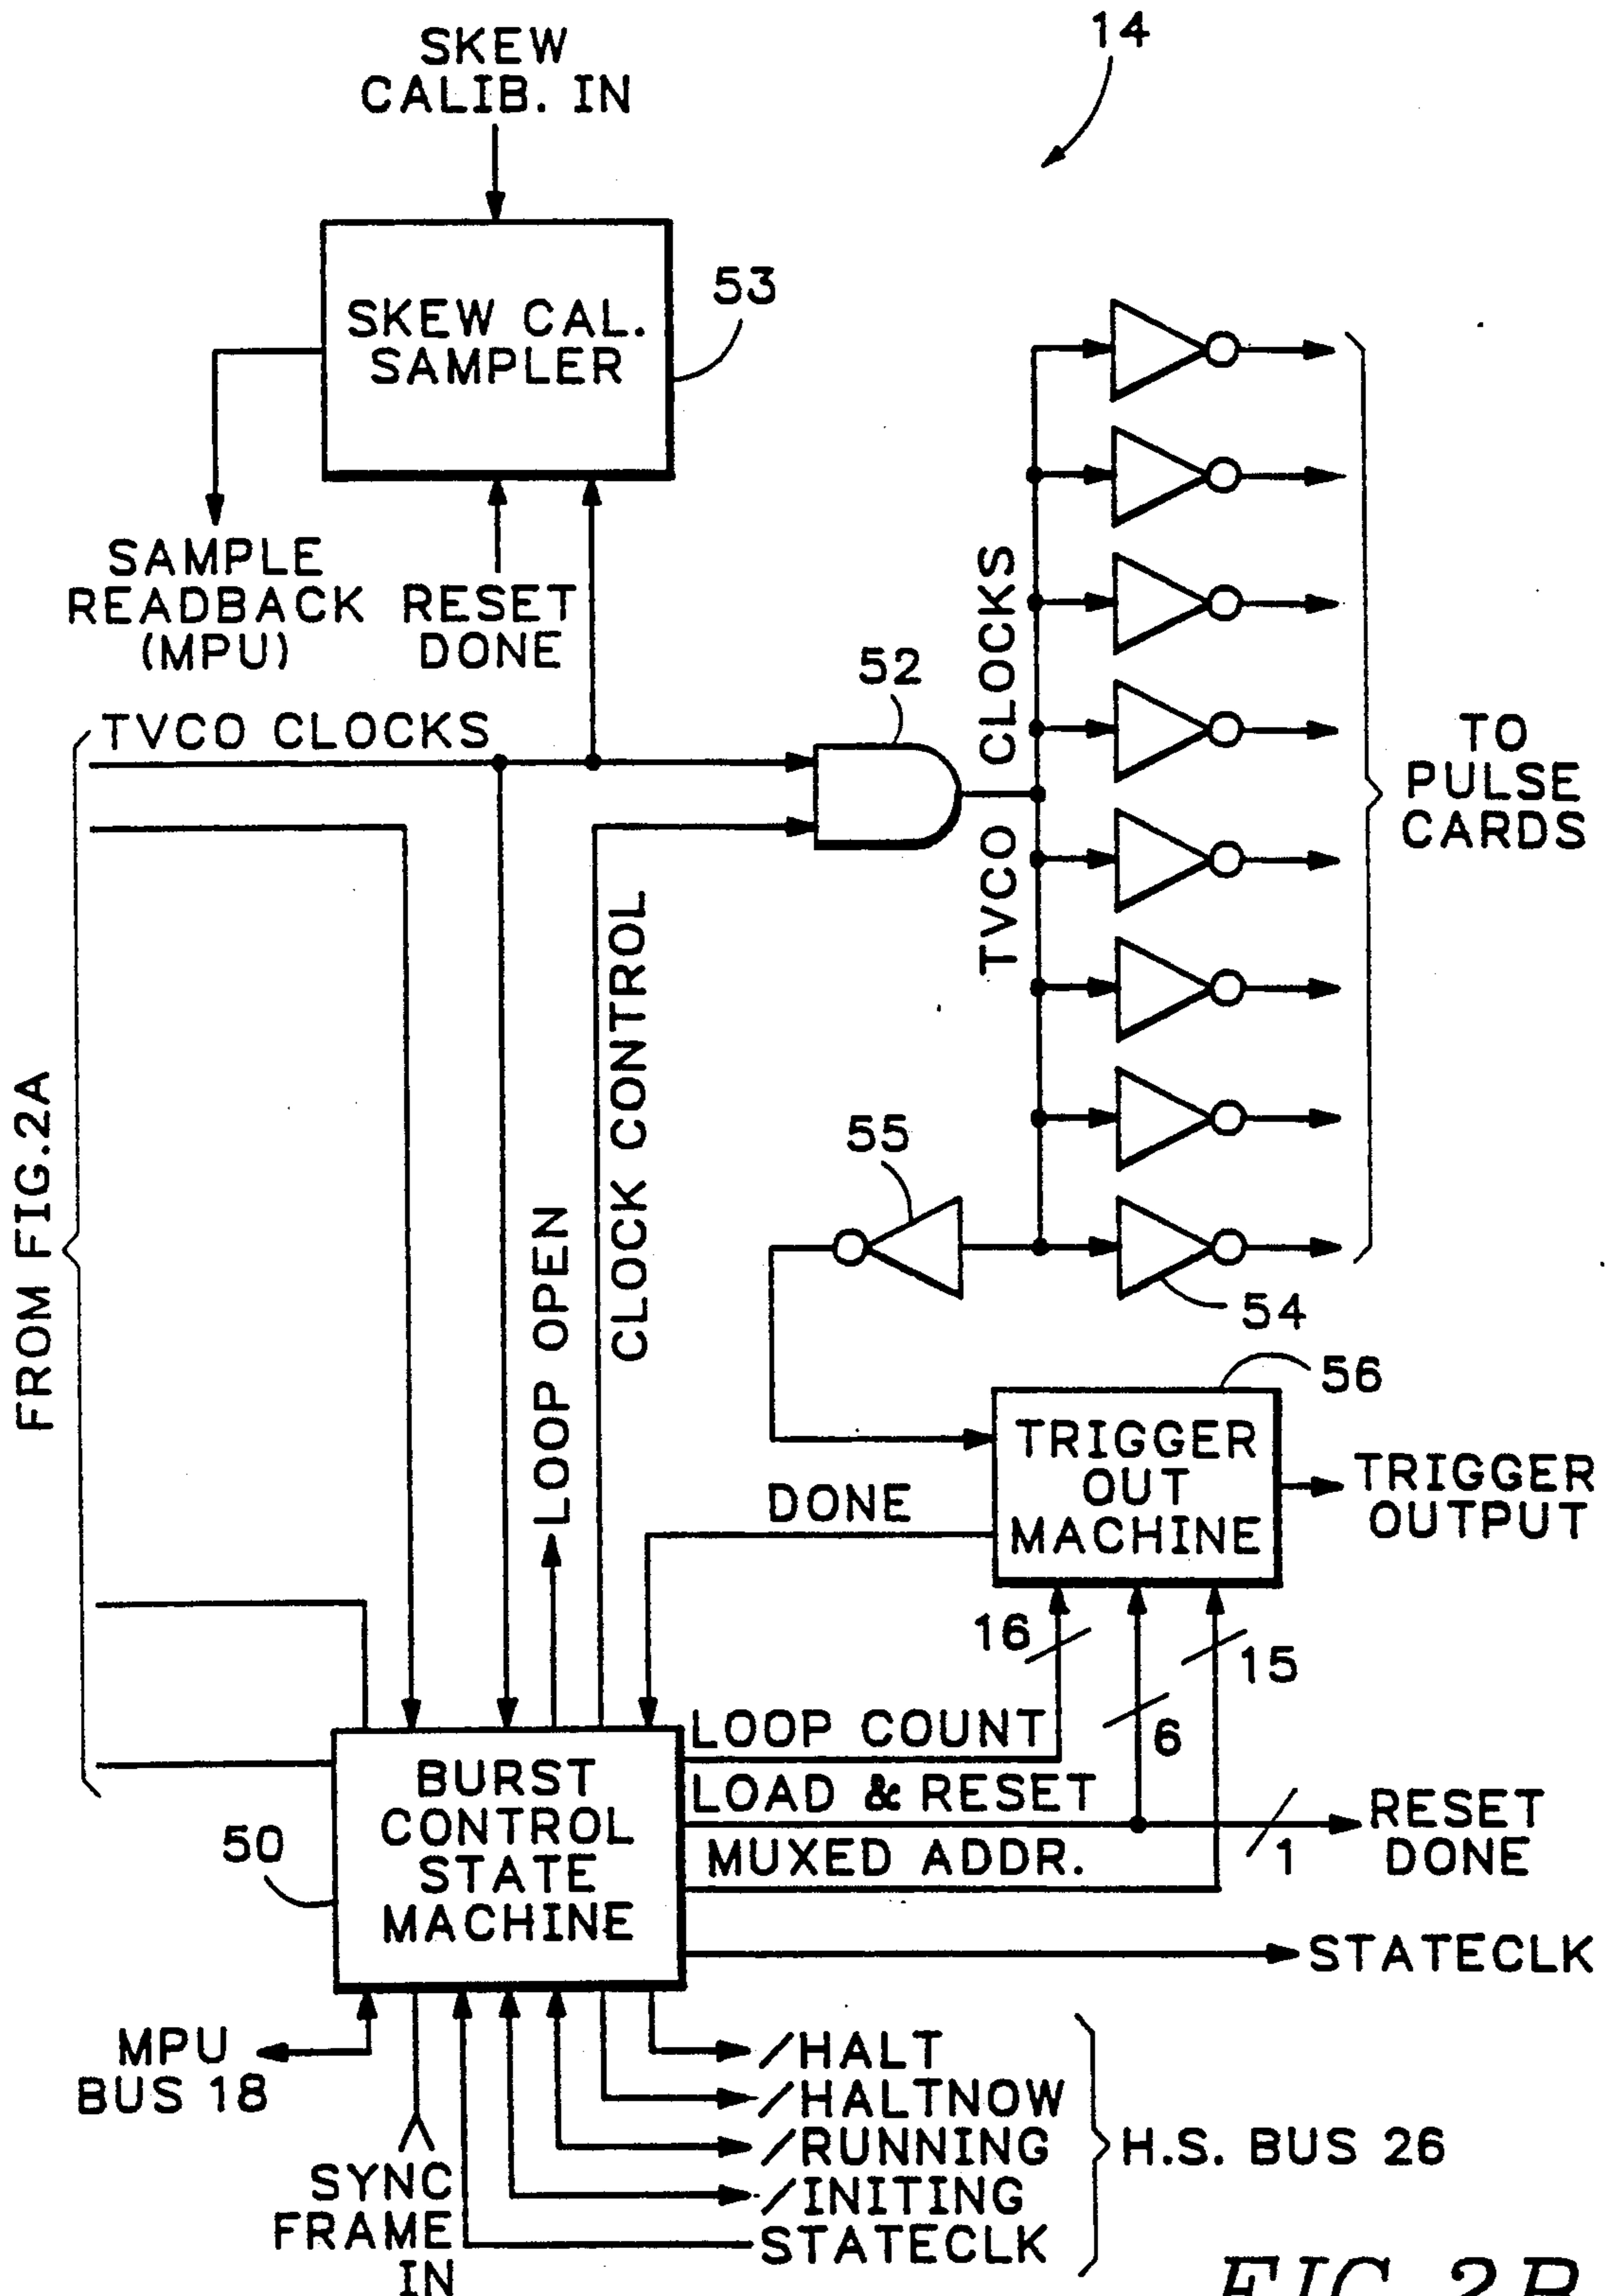 14
SKEW
CALIB. IN
SKEW CAL.
SAMPLER
53
SAMPLE
READBACK
(MPU)
RESET
DONE
52
TVCO CLOCKS
TVCO CLOCKS
TO
PULSE
CARDS
FROM FIG.2A
LOOP OPEN
CLOCK CONTROL
55
54
56
TRIGGER
OUT
MACHINE
TRIGGER
OUTPUT
DONE
16
6
15
LOOP COUNT
LOAD & RESET
MUXED ADDR.
1
RESET
DONE
50
BURST
CONTROL
STATE
MACHINE
STATECLK
MPU
BUS 18
SYNC
FRAME
IN
/HALT
/HALTNOW
/RUNNING
/INITING
STATECLK
H.S. BUS 26
FIG. 2B